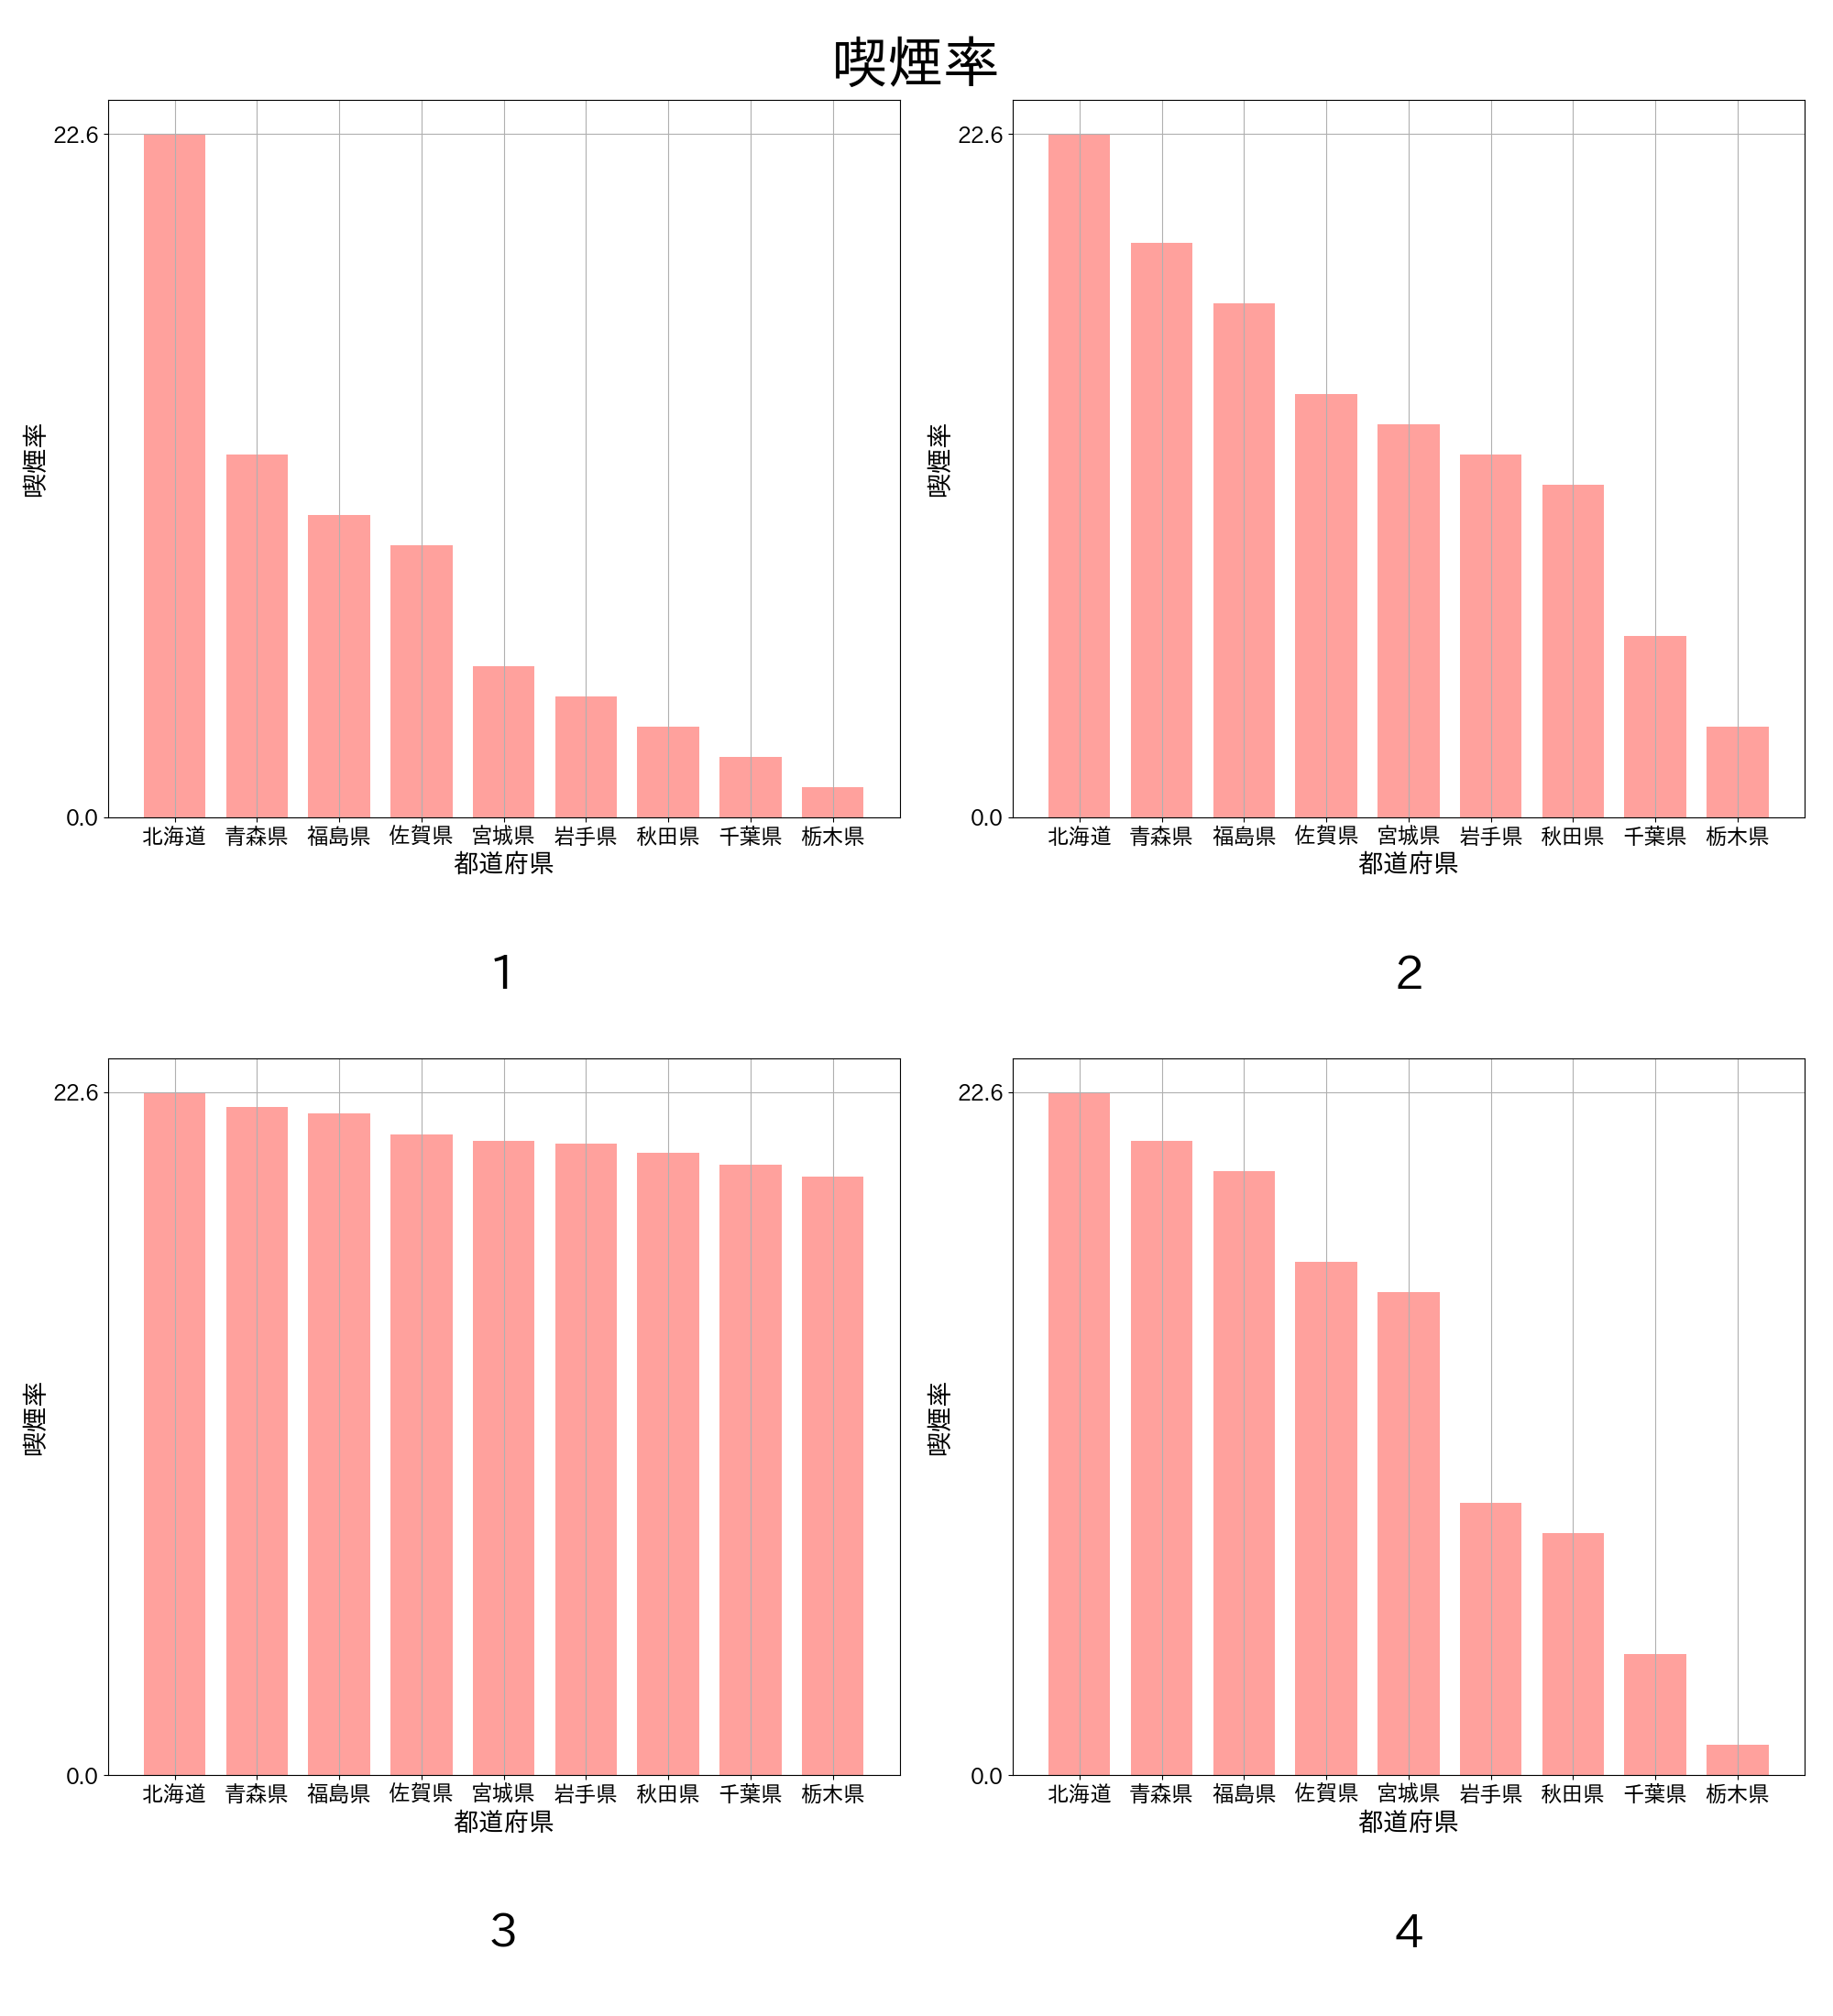 喫煙率
22.6
喫煙率
0.0
北海道 青森県 福島県 佐賀県 宮城県 岩手県 秋田県 千葉県 栃木県
都道府県
1
22.6
喫煙率
0.0
北海道 青森県 福島県 佐賀県 宮城県 岩手県 秋田県 千葉県 栃木県
都道府県
2
22.6
喫煙率
0.0
北海道 青森県 福島県 佐賀県 宮城県 岩手県 秋田県 千葉県 栃木県
都道府県
3
22.6
喫煙率
0.0
北海道 青森県 福島県 佐賀県 宮城県 岩手県 秋田県 千葉県 栃木県
都道府県
4